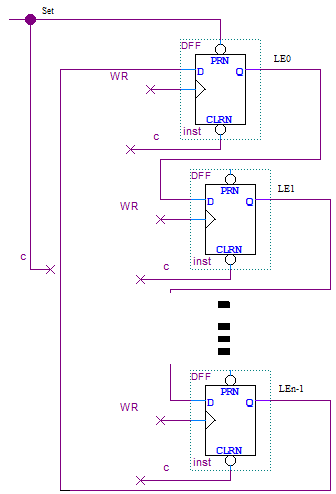 Set
DFF
PRN
LE0
D Q
WR
CLRN
c
inst
DFF
PRN
LE1
D Q
WR
CLRN
c
inst
c
DFF
PRN
LEn-1
D Q
WR
CLRN
c
inst